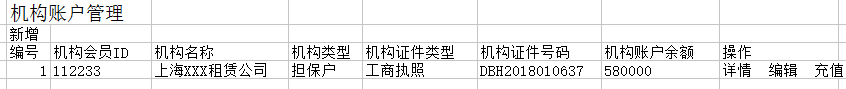 机构账户管理
新增
编号 机构会员ID 机构名称 机构类型 机构证件类型 机构证件号码 机构账户余额 操作
1 112233 上海XXX租赁公司 担保户 工商执照 DBH2018010637 580000 详情 编辑 充值